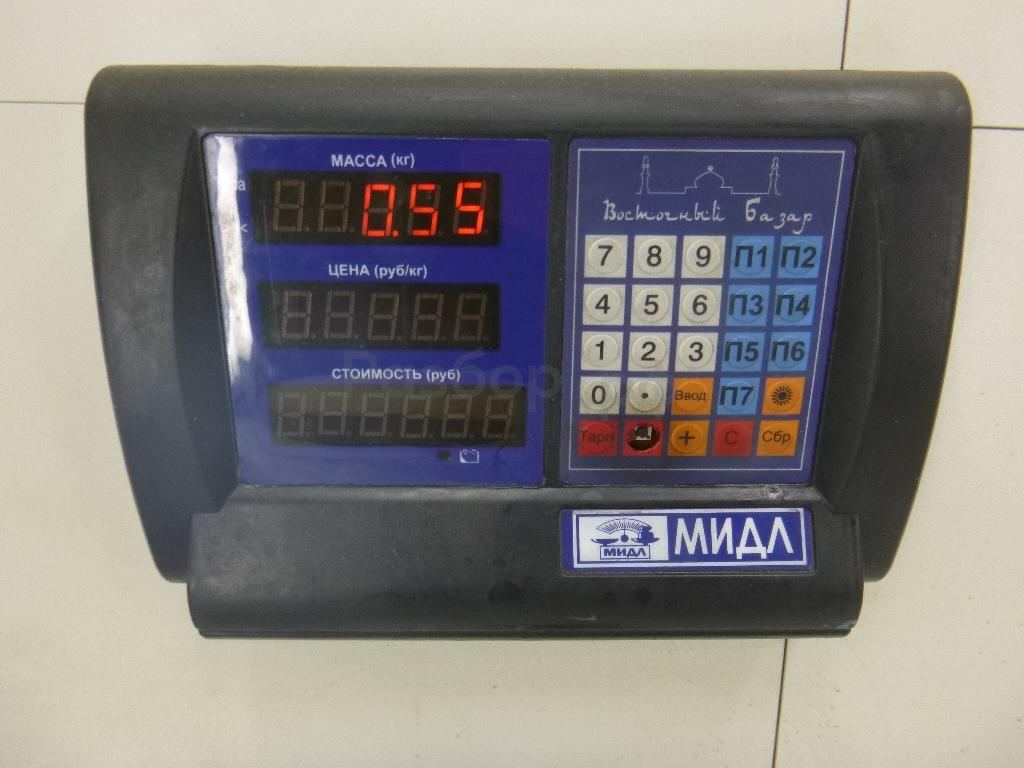 МАССА (кг)
0.55
ЦЕНА (руб/кг)
СТОИМОСТЬ (руб)
Восточный Базар
7 8 9 П1 П2
4 5 6 П3 П4
1 2 3 П5 П6
0 . Ввод П7
Тара + С Сбр
МИДЛ МИДЛ